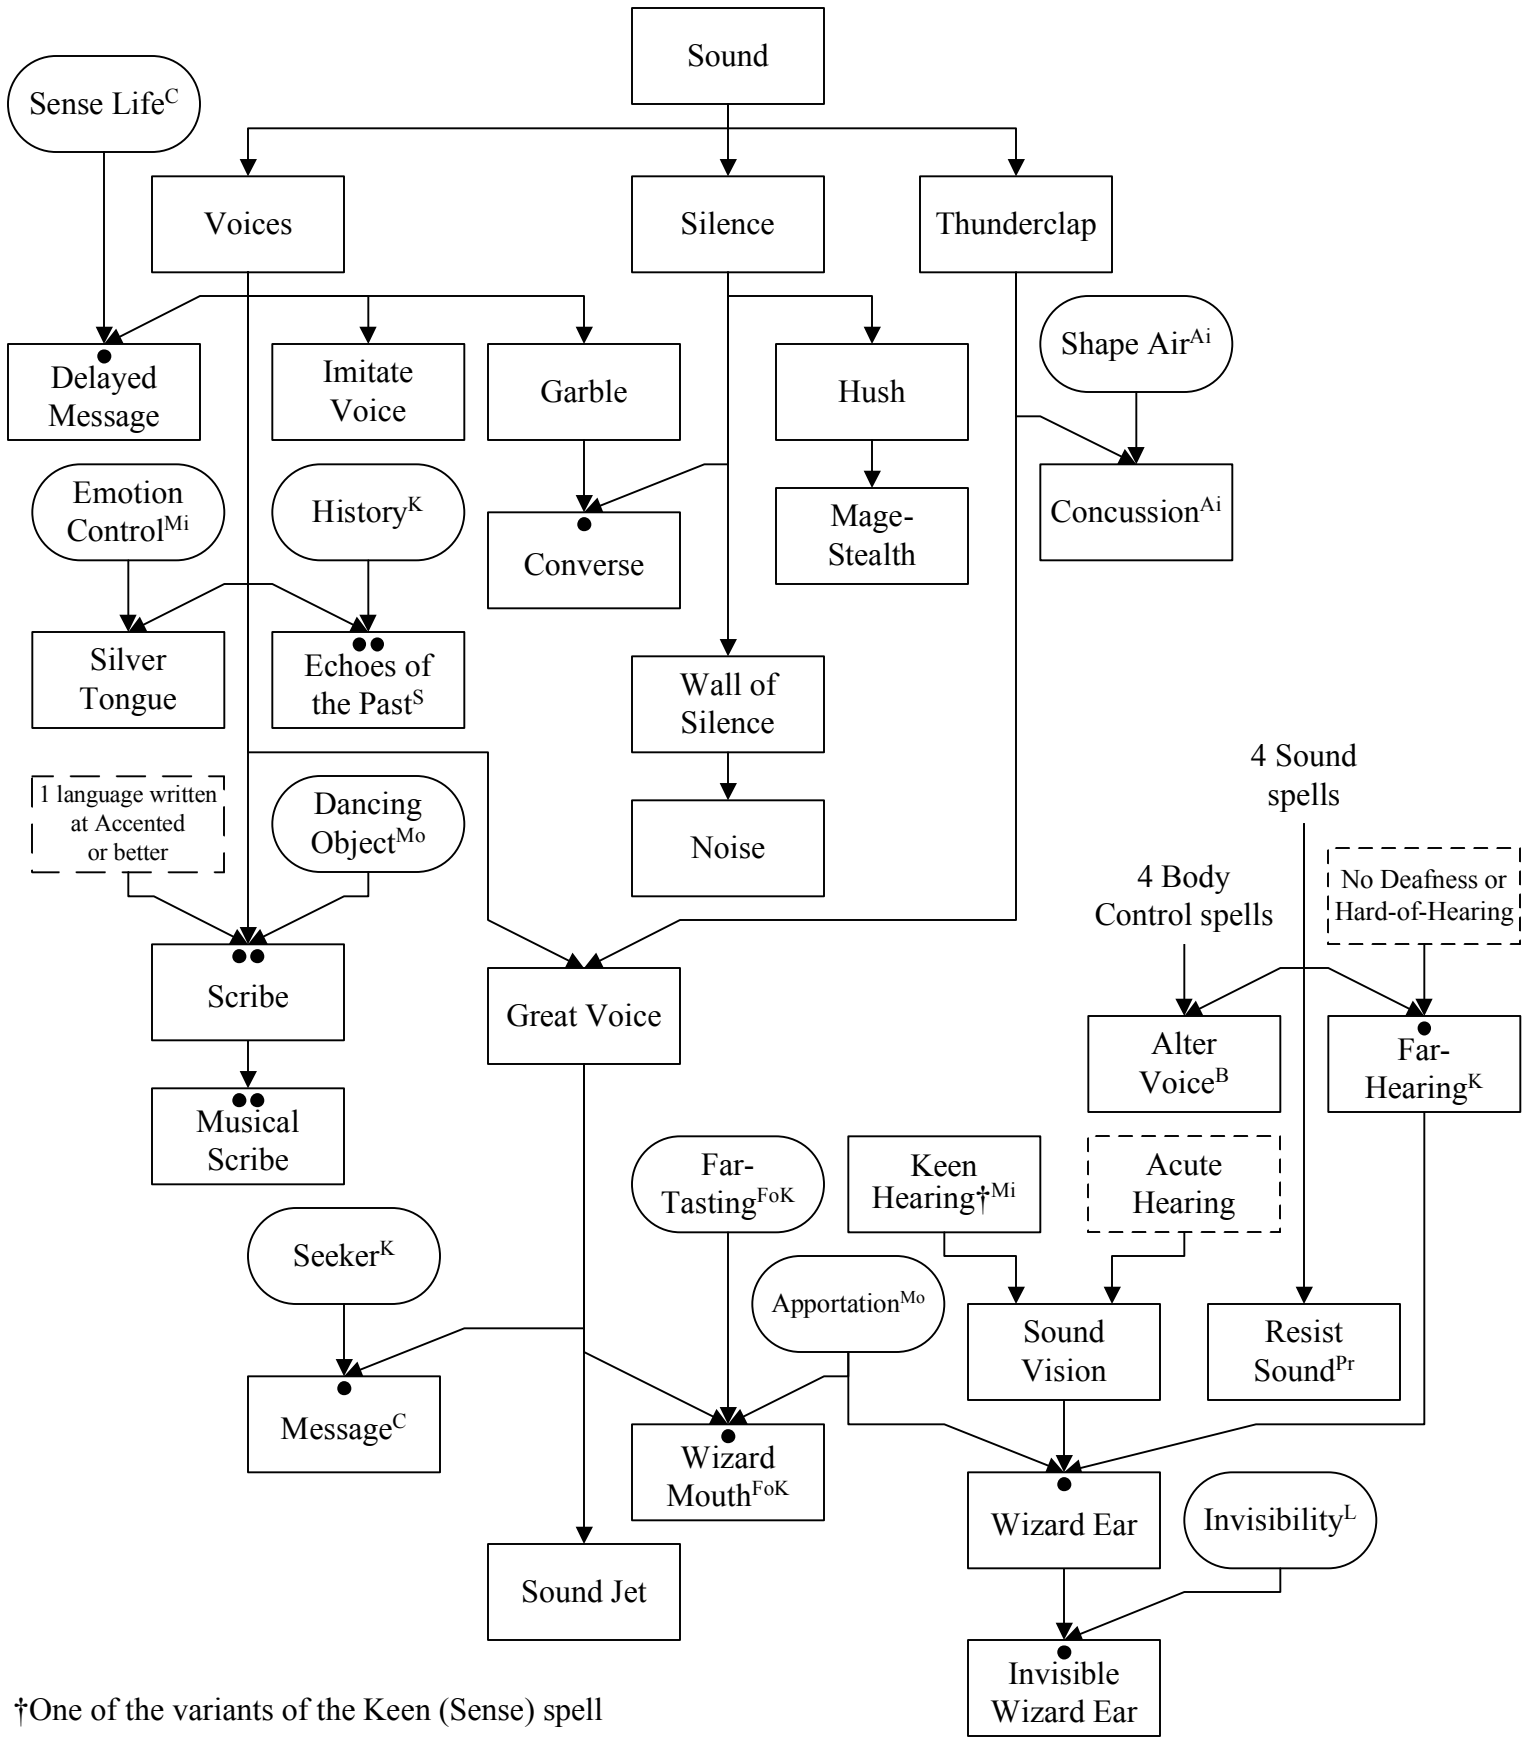 Sound
Sense Life^C
Voices
Silence
Thunderclap
Shape Air^Ai
Delayed
Message
Imitate
Voice
Garble
Hush
Emotion
Control^Mi
History^K
Converse
Mage-
Stealth
Concussion^Ai
Silver
Tongue
Echoes of
the Past^S
Wall of
Silence
4 Sound
spells
1 language written
at Accented
or better
Dancing
Object^Mo
Noise
4 Body
Control spells
No Deafness or
Hard-of-Hearing
Scribe
Great Voice
Alter
Voice^B
Far-
Hearing^K
Musical
Scribe
Far-
Tasting^FoK
Keen
Hearing†^Mi
Acute
Hearing
Seeker^K
Apportation^Mo
Sound
Vision
Resist
Sound^Pr
Message^C
Wizard
Mouth^FoK
Wizard Ear
Invisibility^L
Sound Jet
Invisible
Wizard Ear
†One of the variants of the Keen (Sense) spell